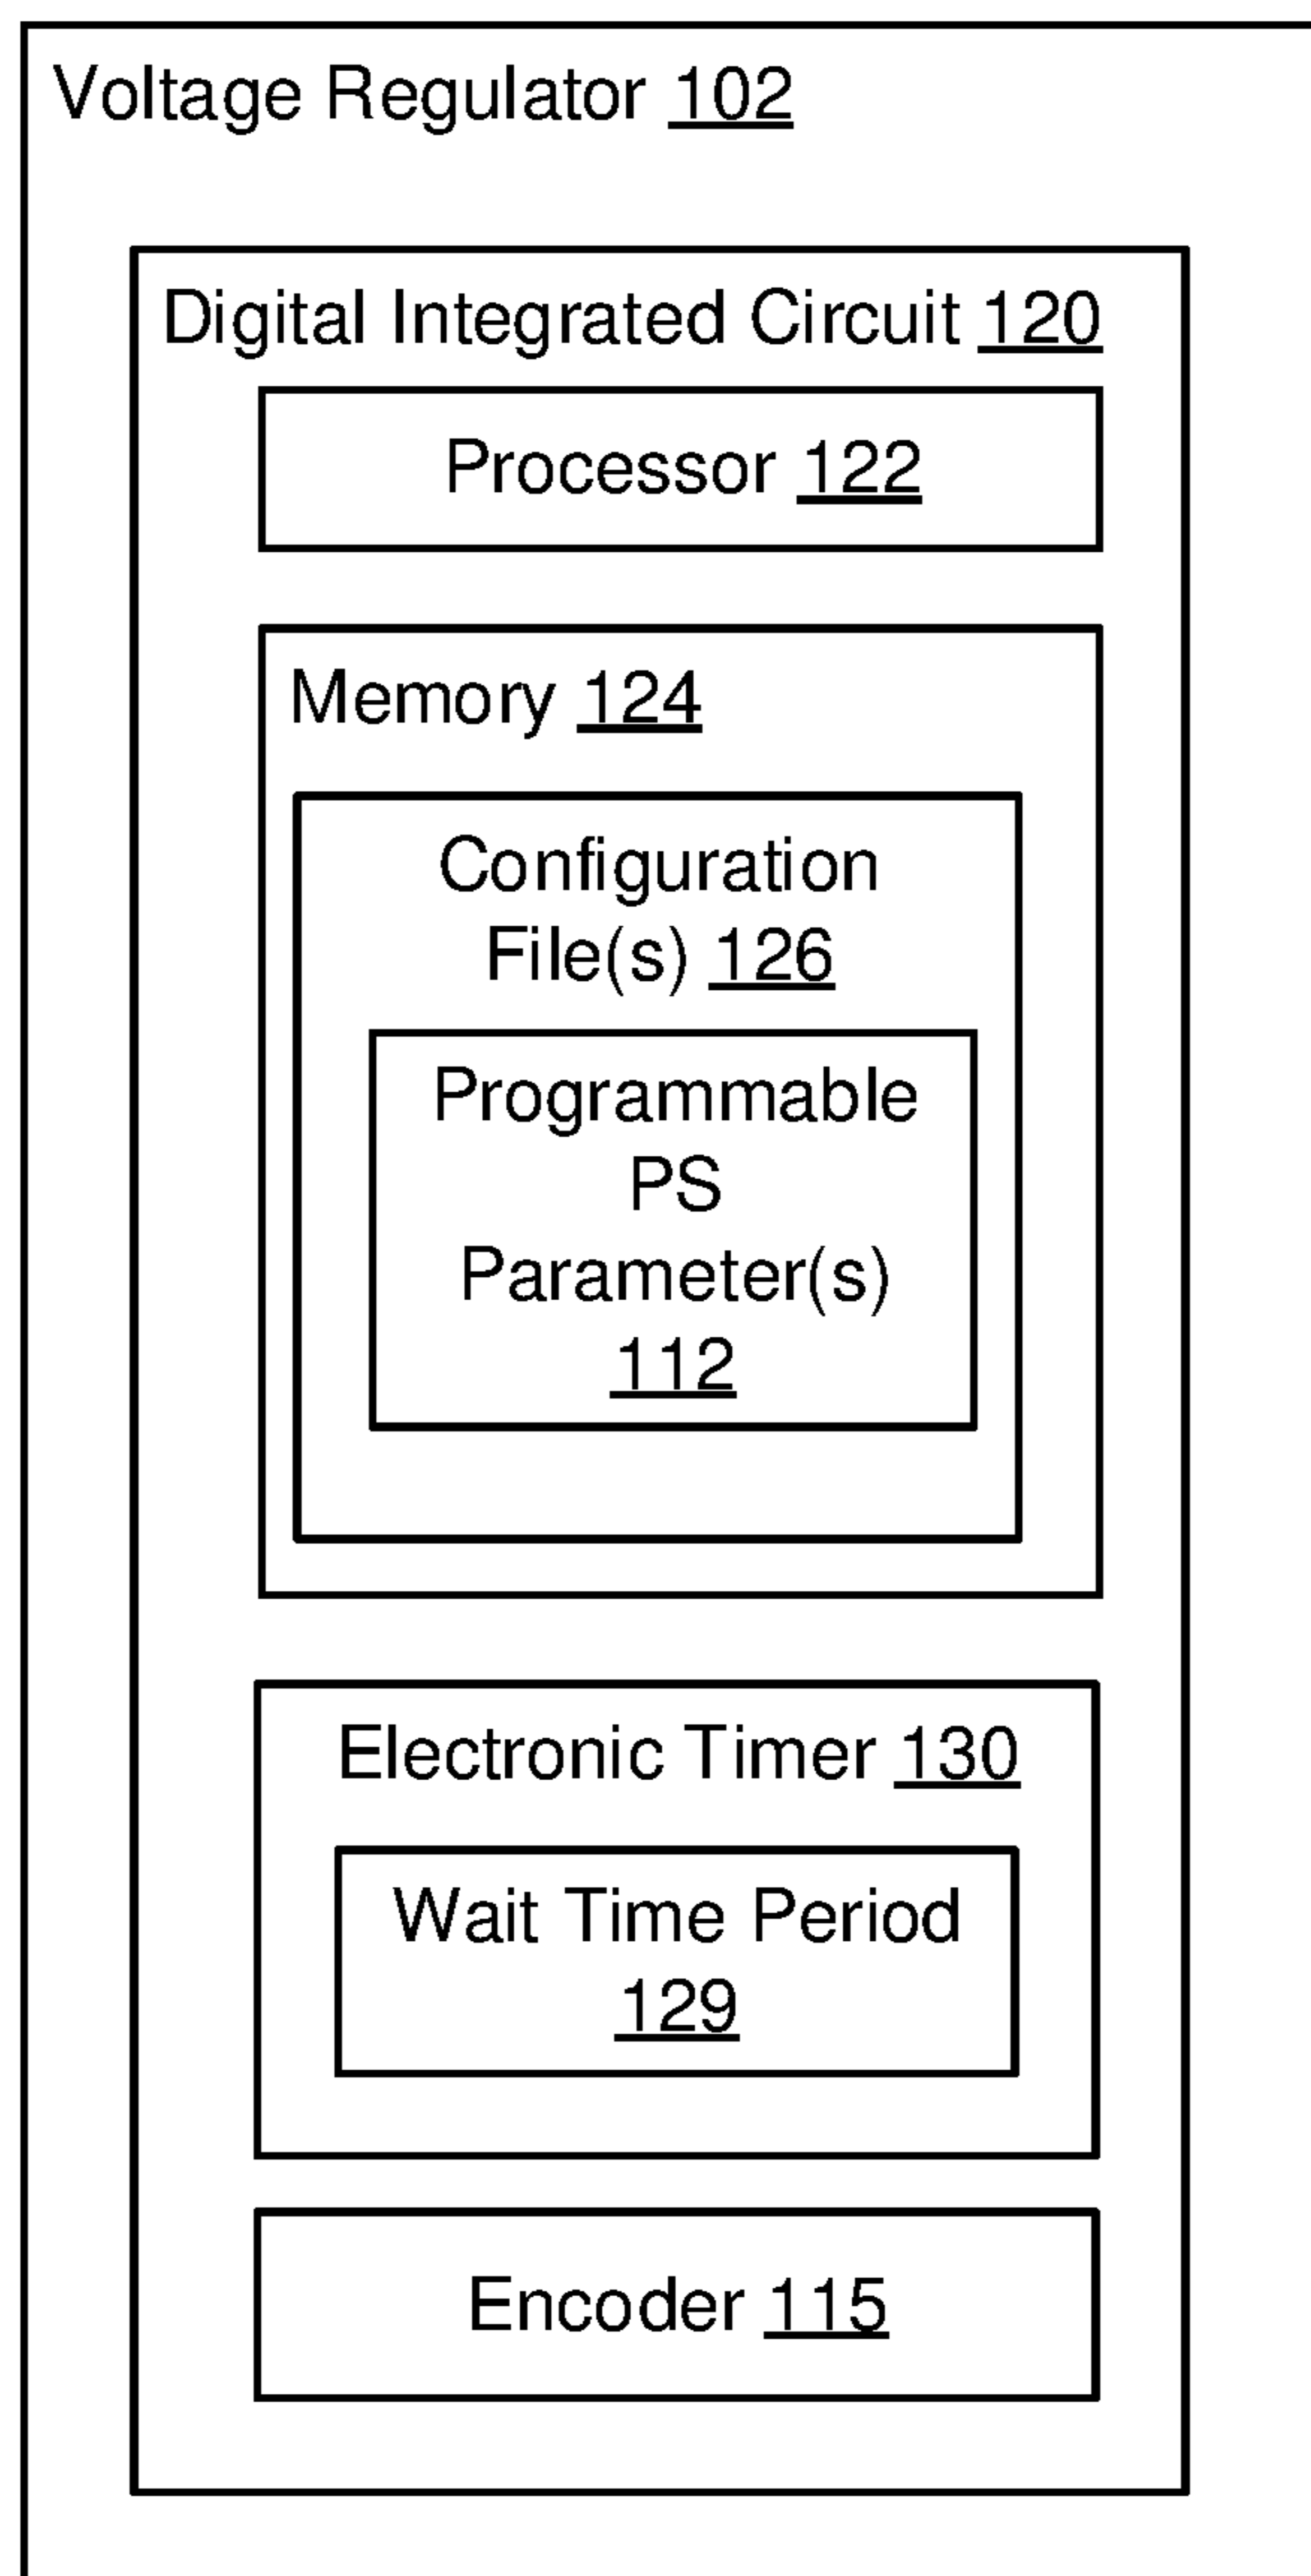 Voltage Regulator 102
Digital Integrated Circuit 120
Processor 122
Memory 124
Configuration
File(s) 126
Programmable
PS
Parameter(s)
112
Electronic Timer 130
Wait Time Period
129
Encoder 115